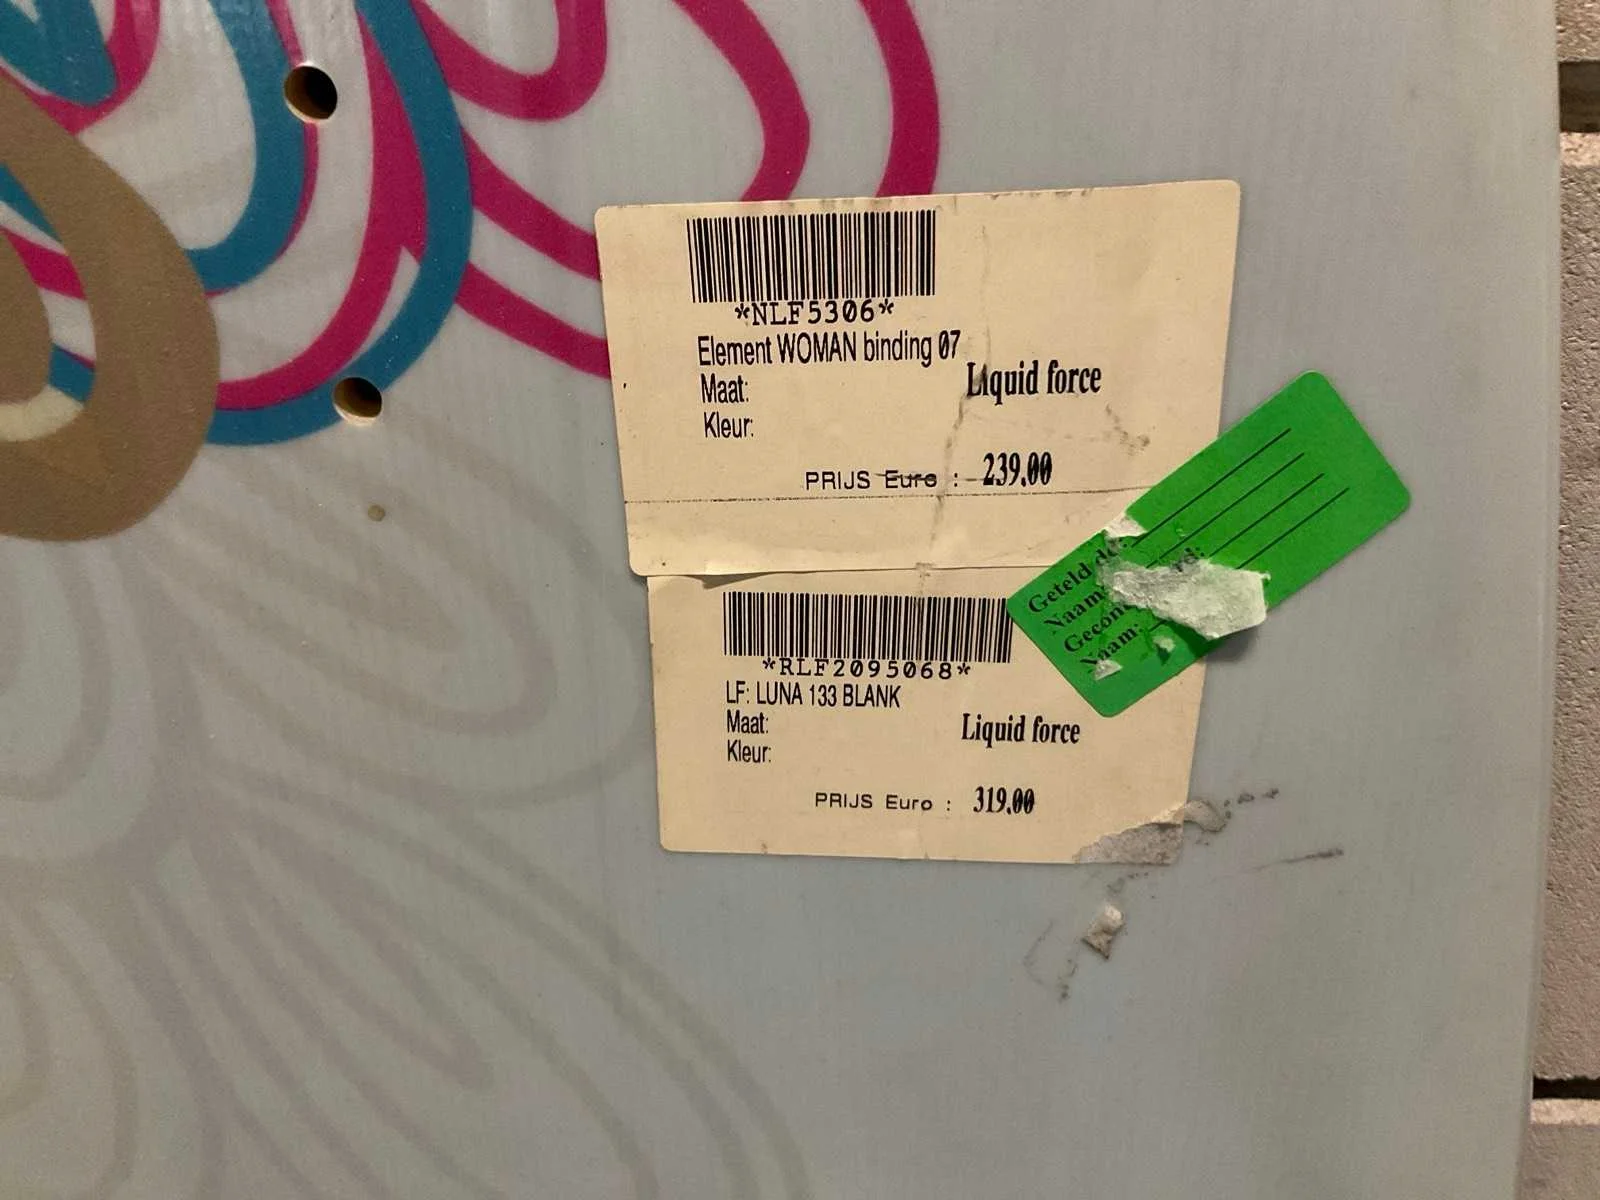 *NLF5306*
Element WOMAN binding 07
Liquid force
Maat:
Kleur:
PRIJS Euro : 239,00
*RLF2095068*
LF: LUNA 133 BLANK
Maat:
Liquid force
Kleur:
PRIJS Euro : 319,00
Geteld
Naam
Naam: